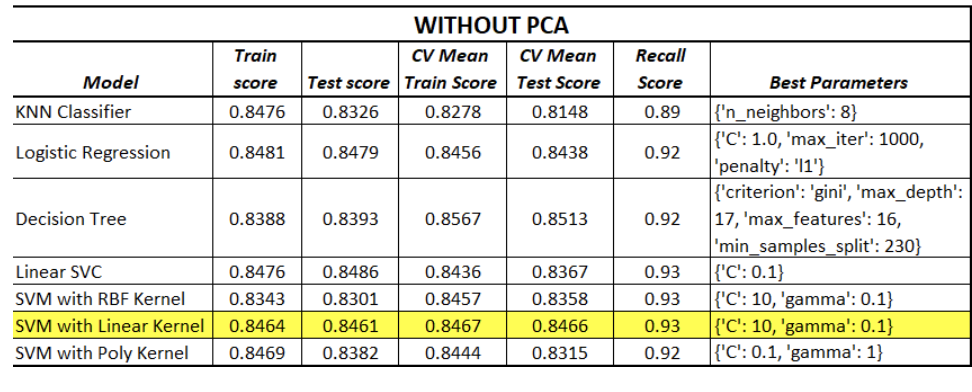 WITHOUT PCA
Train CV Mean CV Mean Recall
Model score Test score Train Score Test Score Score Best Parameters
KNN Classifier 0.8476 0.8326 0.8278 0.8148 0.89 {'n_neighbors': 8}
{'C': 1.0, 'max_iter': 1000,
Logistic Regression 0.8481 0.8479 0.8456 0.8438 0.92
'penalty': 'l1'}
{'criterion': 'gini', 'max_depth':
Decision Tree 0.8388 0.8393 0.8567 0.8513 0.92 17, 'max_features': 16,
'min_samples_split': 230}
Linear SVC 0.8476 0.8486 0.8436 0.8367 0.93 {'C': 0.1}
SVM with RBF Kernel 0.8343 0.8301 0.8457 0.8358 0.93 {'C': 10, 'gamma': 0.1}
SVM with Linear Kernel 0.8464 0.8461 0.8467 0.8466 0.93 {'C': 10, 'gamma': 0.1}
SVM with Poly Kernel 0.8469 0.8382 0.8444 0.8315 0.92 {'C': 0.1, 'gamma': 1}